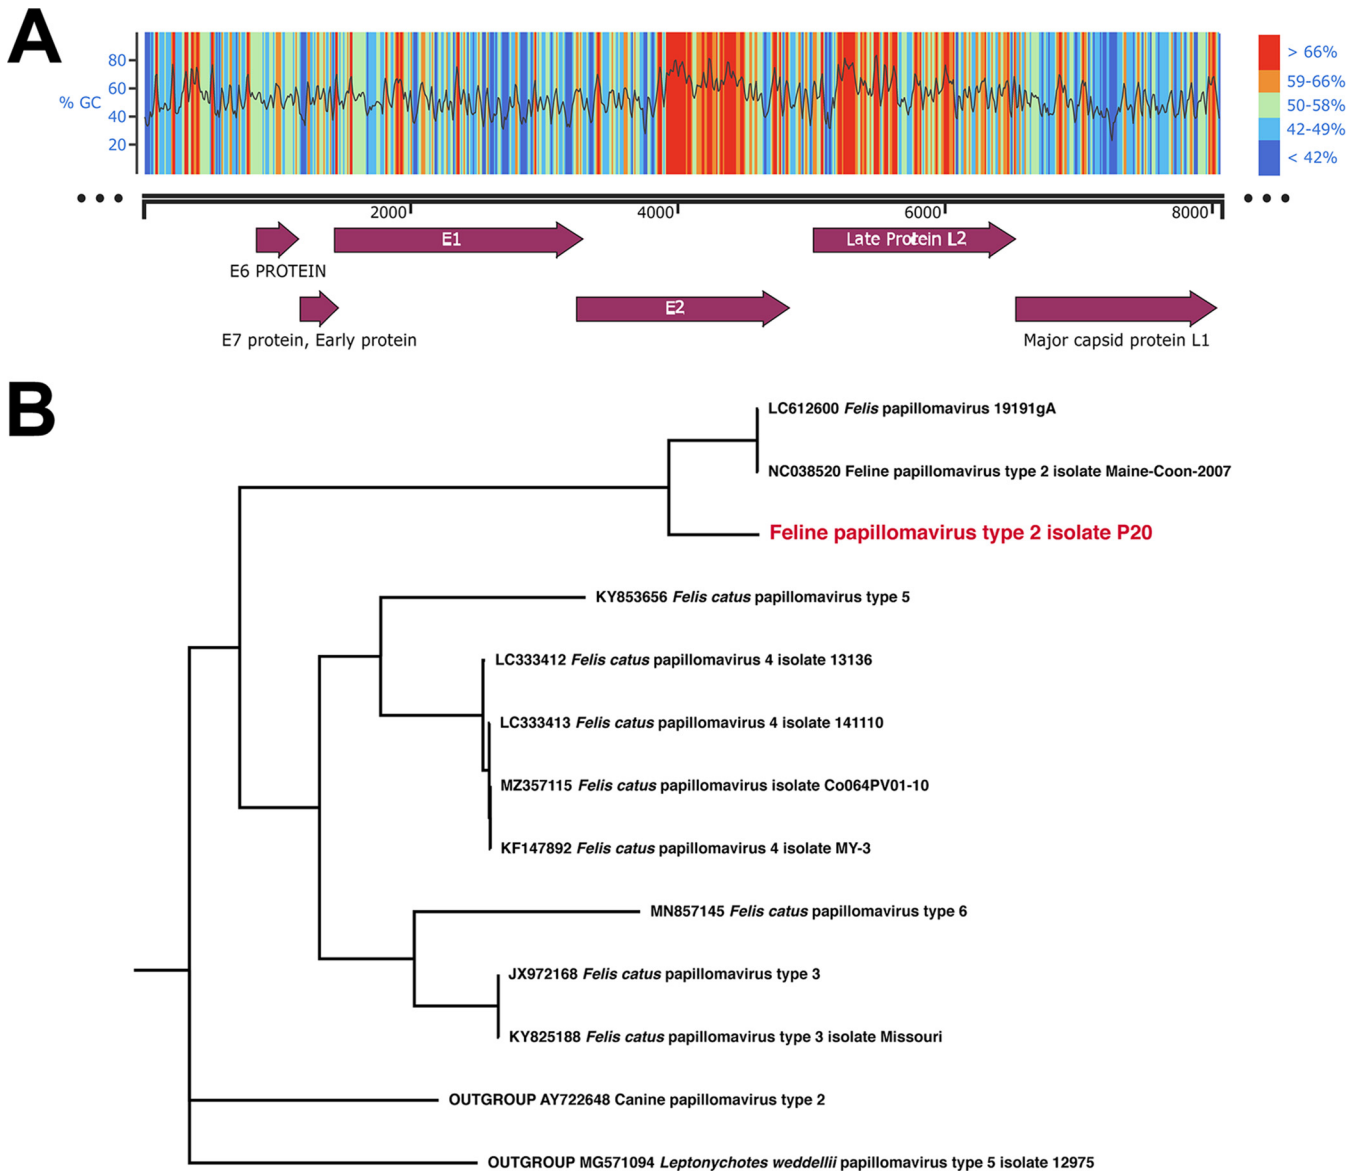 A
80
60
% GC
40
20
> 66%
59-66%
50-58%
42-49%
< 42%
2000
4000
6000
8000
E1
Late Protein L2
E6 PROTEIN
E2
E7 protein, Early protein
Major capsid protein L1
B
LC612600 Felis papillomavirus 19191gA
NC038520 Feline papillomavirus type 2 isolate Maine-Coon-2007
Feline papillomavirus type 2 isolate P20
KY853656 Felis catus papillomavirus type 5
LC333412 Felis catus papillomavirus 4 isolate 13136
LC333413 Felis catus papillomavirus 4 isolate 141110
MZ357115 Felis catus papillomavirus isolate Co064PV01-10
KF147892 Felis catus papillomavirus 4 isolate MY-3
MN857145 Felis catus papillomavirus type 6
JX972168 Felis catus papillomavirus type 3
KY825188 Felis catus papillomavirus type 3 isolate Missouri
OUTGROUP AY722648 Canine papillomavirus type 2
OUTGROUP MG571094 Leptonychotes weddellii papillomavirus type 5 isolate 12975